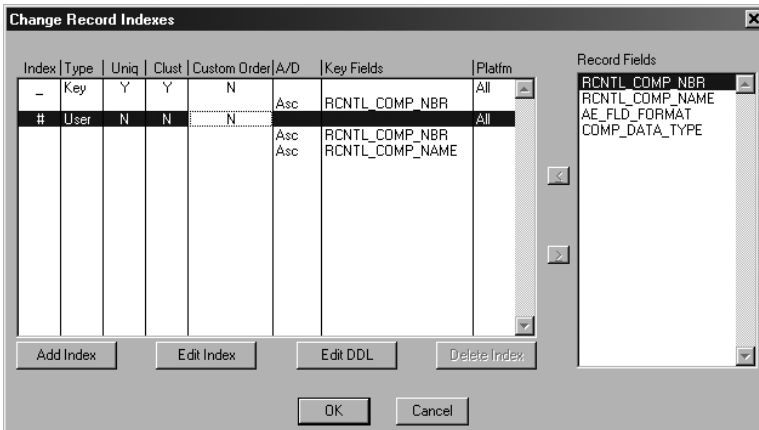 Change Record Indexes
Index Type Uniq Clust Custom Order A/D Key Fields Platfm
_ Key Y Y N All
Asc RCNTL_COMP_NBR
# User N N N All
Asc RCNTL_COMP_NBR
Asc RCNTL_COMP_NAME
Record Fields
RCNTL_COMP_NBR
RCNTL_COMP_NAME
AE_FLD_FORMAT
COMP_DATA_TYPE
<
>
Add Index Edit Index Edit DDL Delete Index
OK Cancel